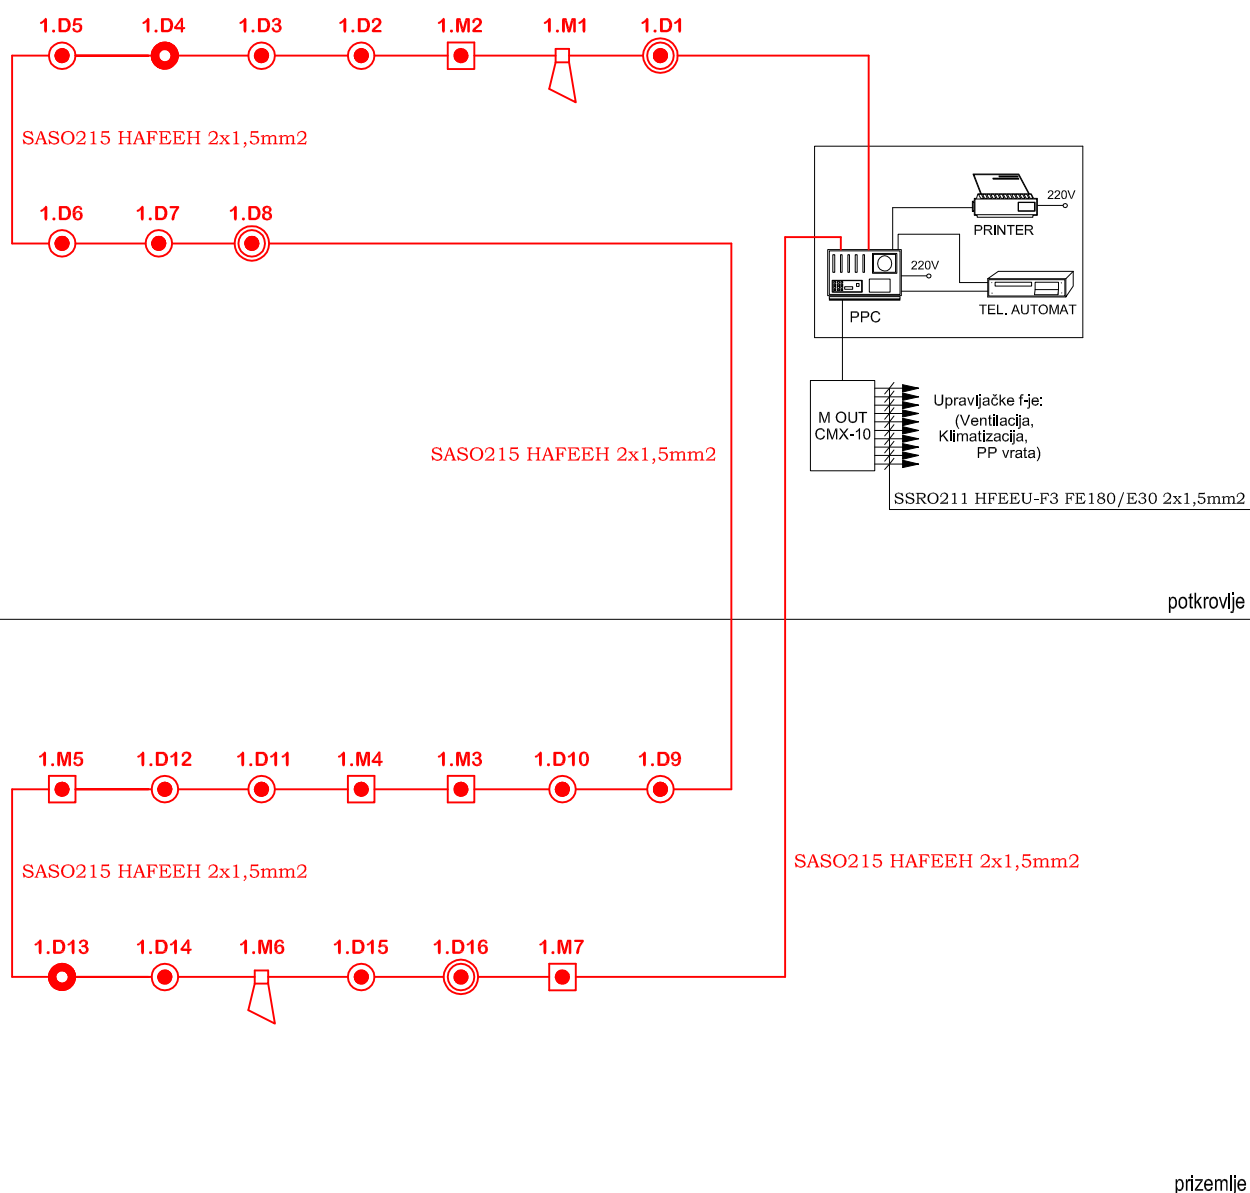 1.D5 1.D4 1.D3 1.D2 1.M2 1.M1 1.D1
SASO215 HAFEEH 2x1,5mm2
1.D6 1.D7 1.D8
220V
PRINTER
220V
TEL. AUTOMAT
PPC
M OUT
CMX-10
Upravljačke f-je:
(Ventilacija,
Klimatizacija,
PP vrata)
SASO215 HAFEEH 2x1,5mm2
SSRO211 HFEEU-F3 FE180/E30 2x1,5mm2
potkrovlje
1.M5 1.D12 1.D11 1.M4 1.M3 1.D10 1.D9
SASO215 HAFEEH 2x1,5mm2
SASO215 HAFEEH 2x1,5mm2
1.D13 1.D14 1.M6 1.D15 1.D16 1.M7
prizemlje